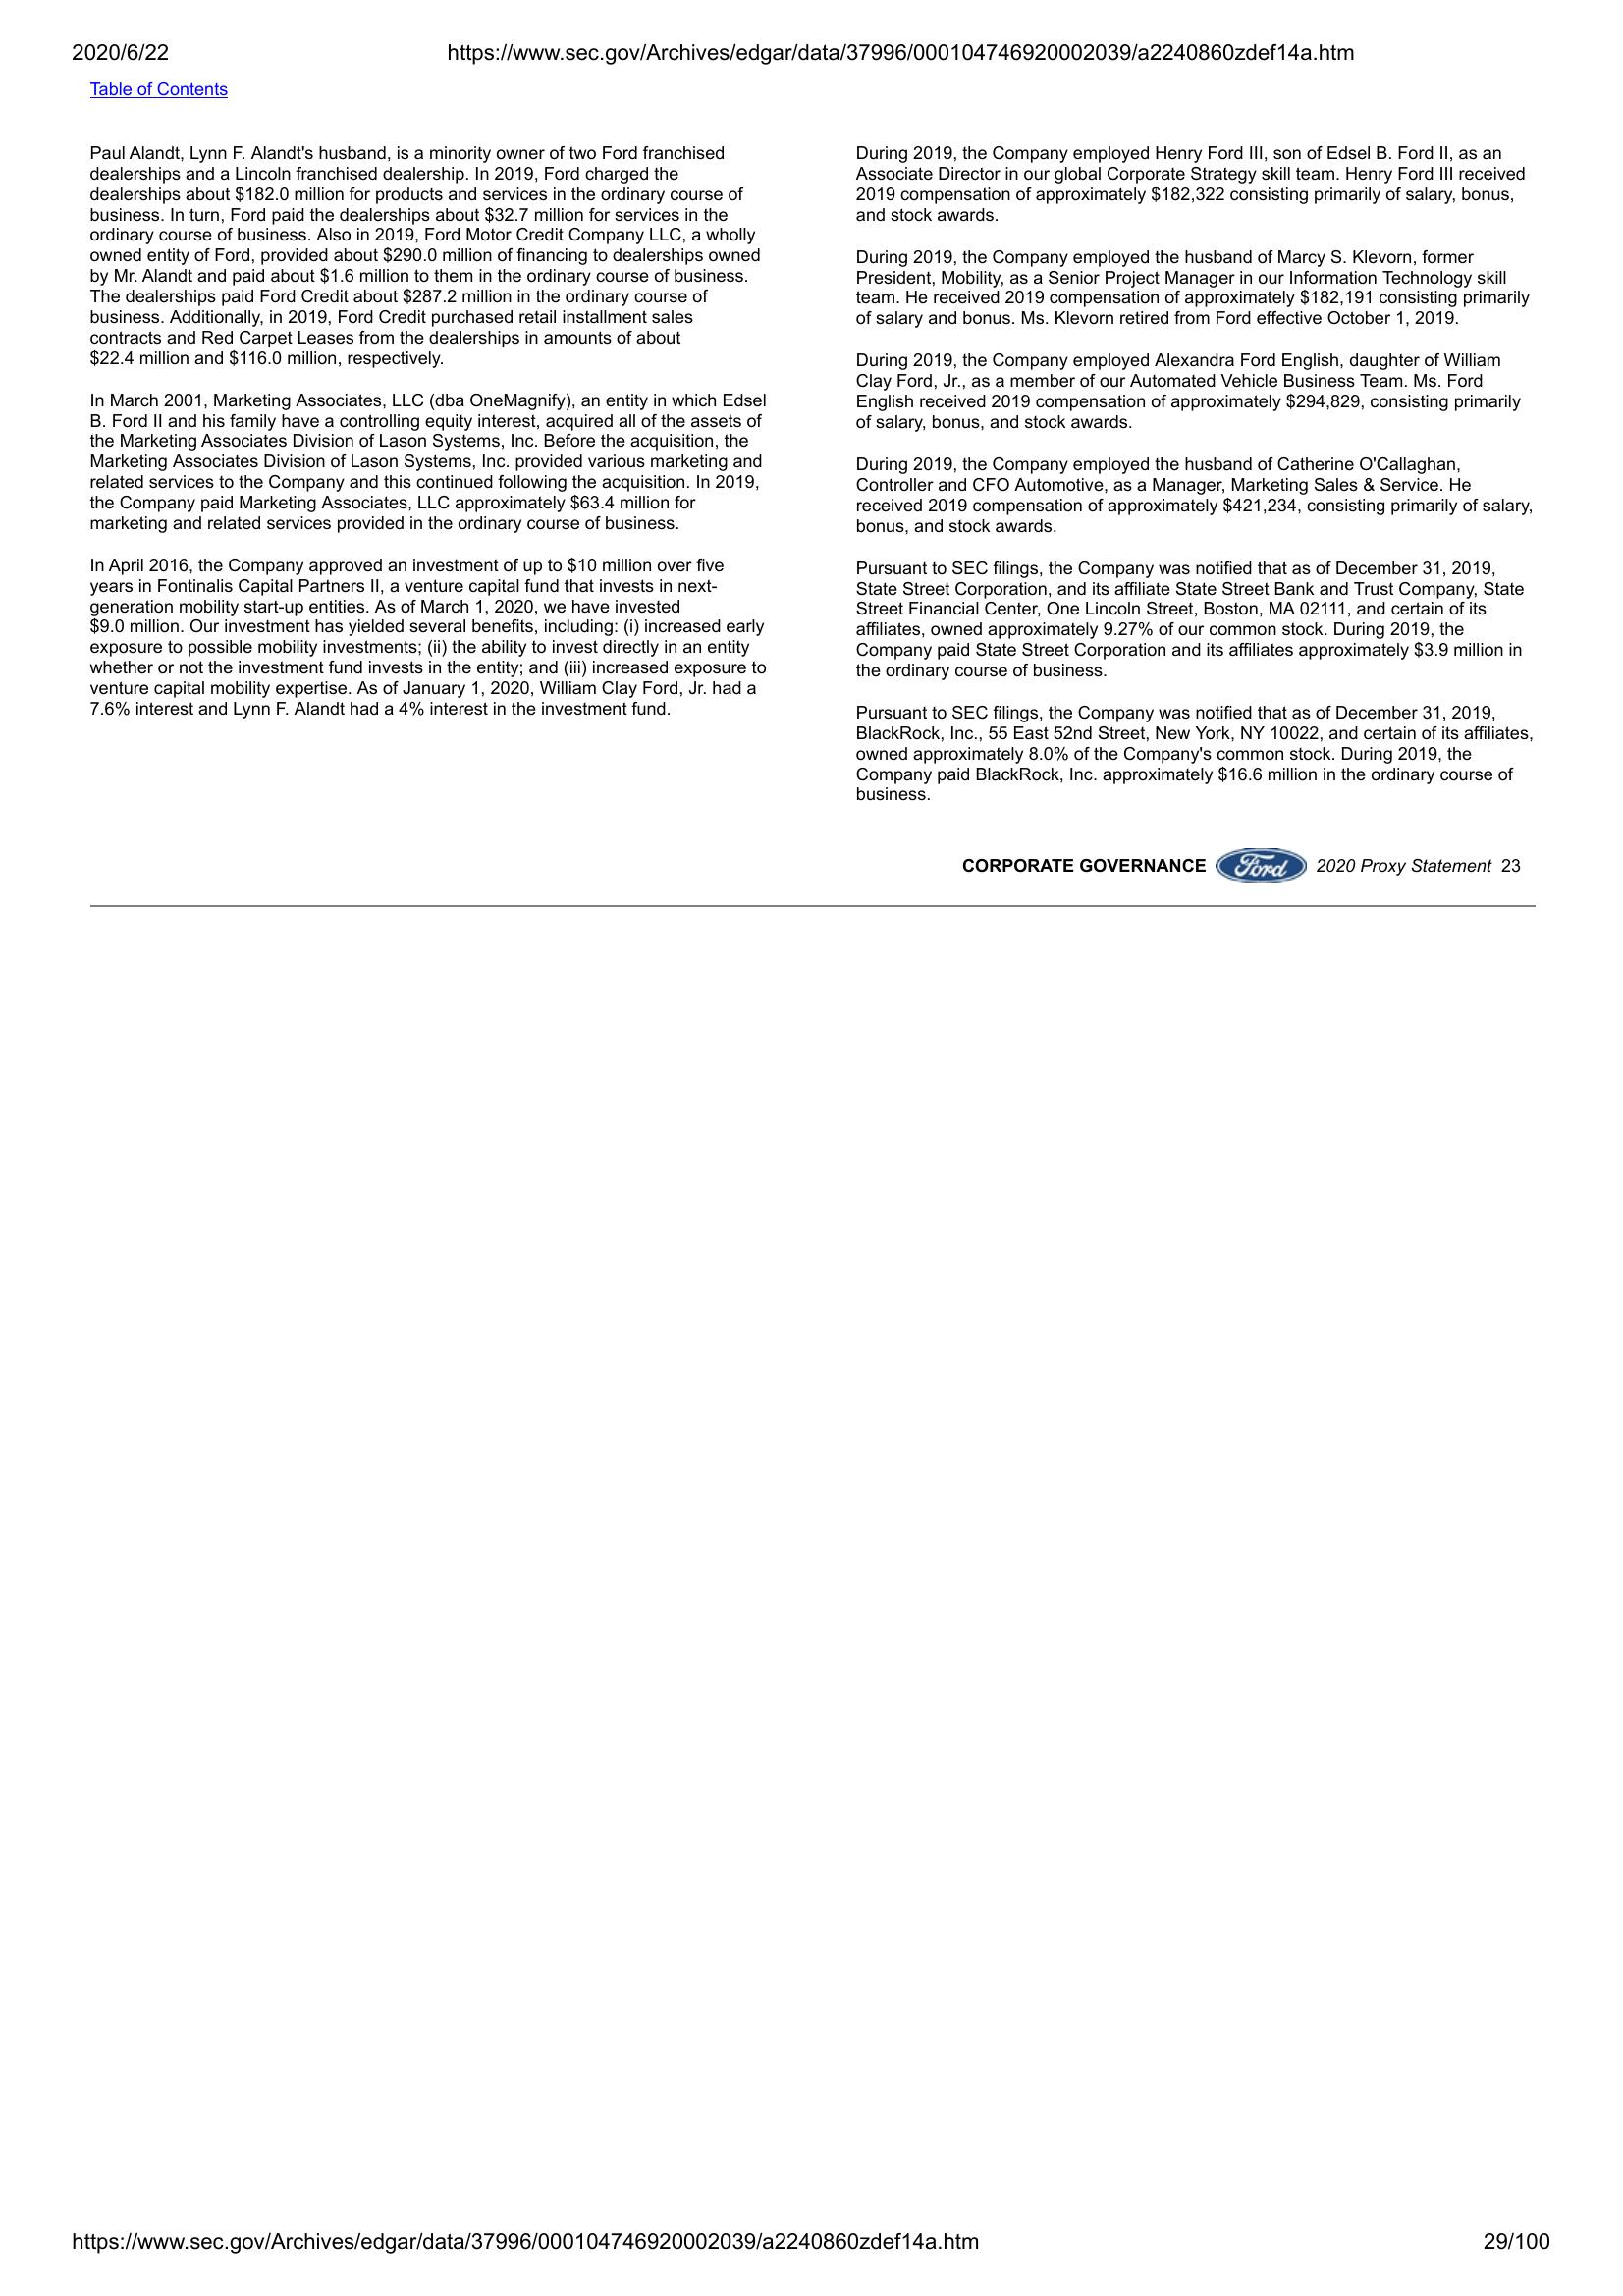 2020/6/22 https://www.sec.gov/Archives/edgar/data/37996/000104746920002039/a2240860zdef14a.htm
Table of Contents
Paul Alandt, Lynn F. Alandt's husband, is a minority owner of two Ford franchised
dealerships and a Lincoln franchised dealership. In 2019, Ford charged the
dealerships about $182.0 million for products and services in the ordinary course of
business. In turn, Ford paid the dealerships about $32.7 million for services in the
ordinary course of business. Also in 2019, Ford Motor Credit Company LLC, a wholly
owned entity of Ford, provided about $290.0 million of financing to dealerships owned
by Mr. Alandt and paid about $1.6 million to them in the ordinary course of business.
The dealerships paid Ford Credit about $287.2 million in the ordinary course of
business. Additionally, in 2019, Ford Credit purchased retail installment sales
contracts and Red Carpet Leases from the dealerships in amounts of about
$22.4 million and $116.0 million, respectively.
In March 2001, Marketing Associates, LLC (dba OneMagnify), an entity in which Edsel
B. Ford II and his family have a controlling equity interest, acquired all of the assets of
the Marketing Associates Division of Lason Systems, Inc. Before the acquisition, the
Marketing Associates Division of Lason Systems, Inc. provided various marketing and
related services to the Company and this continued following the acquisition. In 2019,
the Company paid Marketing Associates, LLC approximately $63.4 million for
marketing and related services provided in the ordinary course of business.
In April 2016, the Company approved an investment of up to $10 million over five
years in Fontinalis Capital Partners II, a venture capital fund that invests in next-
generation mobility start-up entities. As of March 1, 2020, we have invested
$9.0 million. Our investment has yielded several benefits, including: (i) increased early
exposure to possible mobility investments; (ii) the ability to invest directly in an entity
whether or not the investment fund invests in the entity; and (iii) increased exposure to
venture capital mobility expertise. As of January 1, 2020, William Clay Ford, Jr. had a
7.6% interest and Lynn F. Alandt had a 4% interest in the investment fund.
During 2019, the Company employed Henry Ford III, son of Edsel B. Ford II, as an
Associate Director in our global Corporate Strategy skill team. Henry Ford III received
2019 compensation of approximately $182,322 consisting primarily of salary, bonus,
and stock awards.
During 2019, the Company employed the husband of Marcy S. Klevorn, former
President, Mobility, as a Senior Project Manager in our Information Technology skill
team. He received 2019 compensation of approximately $182,191 consisting primarily
of salary and bonus. Ms. Klevorn retired from Ford effective October 1, 2019.
During 2019, the Company employed Alexandra Ford English, daughter of William
Clay Ford, Jr., as a member of our Automated Vehicle Business Team. Ms. Ford
English received 2019 compensation of approximately $294,829, consisting primarily
of salary, bonus, and stock awards.
During 2019, the Company employed the husband of Catherine O'Callaghan,
Controller and CFO Automotive, as a Manager, Marketing Sales & Service. He
received 2019 compensation of approximately $421,234, consisting primarily of salary,
bonus, and stock awards.
Pursuant to SEC filings, the Company was notified that as of December 31, 2019,
State Street Corporation, and its affiliate State Street Bank and Trust Company, State
Street Financial Center, One Lincoln Street, Boston, MA 02111, and certain of its
affiliates, owned approximately 9.27% of our common stock. During 2019, the
Company paid State Street Corporation and its affiliates approximately $3.9 million in
the ordinary course of business.
Pursuant to SEC filings, the Company was notified that as of December 31, 2019,
BlackRock, Inc., 55 East 52nd Street, New York, NY 10022, and certain of its affiliates,
owned approximately 8.0% of the Company's common stock. During 2019, the
Company paid BlackRock, Inc. approximately $16.6 million in the ordinary course of
business.
CORPORATE GOVERNANCE Ford 2020 Proxy Statement 23
https://www.sec.gov/Archives/edgar/data/37996/000104746920002039/a2240860zdef14a.htm 29/100